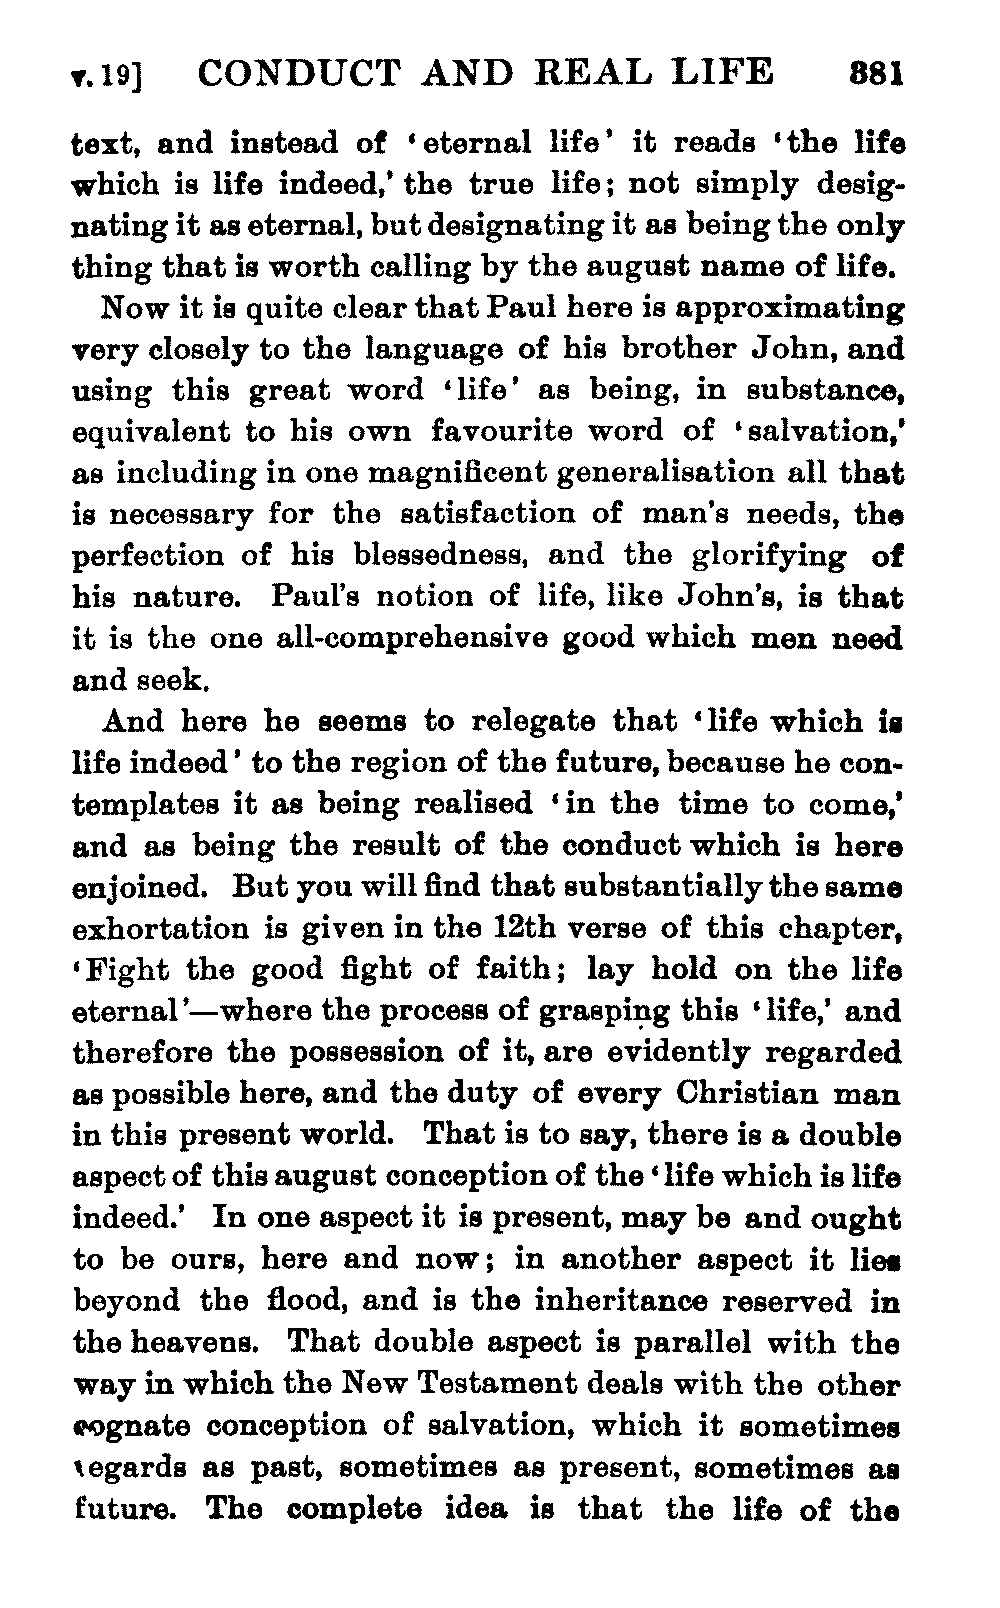 v. 19] CONDUCT AND REAL LIFE 381
text, and instead of ‘eternal life’ it reads ‘the life
which is life indeed,’ the true life; not simply desig-
nating it as eternal, but designating it as being the only
thing that is worth calling by the august name of life.
Now it is quite clear that Paul here is approximating
very closely to the language of his brother John, and
using this great word ‘life’ as being, in substance,
equivalent to his own favourite word of ‘salvation,’
as including in one magnificent generalisation all that
is necessary for the satisfaction of man's needs, the
perfection of his blessedness, and the glorifying of
his nature. Paul's notion of life, like John's, is that
it is the one all-comprehensive good which men need
and seek.
And here he seems to relegate that ‘life which is
life indeed’ to the region of the future, because he con-
templates it as being realised ‘in the time to come,’
and as being the result of the conduct which is here
enjoined. But you will find that substantially the same
exhortation is given in the 12th verse of this chapter,
‘Fight the good fight of faith; lay hold on the life
eternal’—where the process of grasping this ‘life,’ and
therefore the possession of it, are evidently regarded
as possible here, and the duty of every Christian man
in this present world. That is to say, there is a double
aspect of this august conception of the ‘life which is life
indeed.’ In one aspect it is present, may be and ought
to be ours, here and now; in another aspect it lies
beyond the flood, and is the inheritance reserved in
the heavens. That double aspect is parallel with the
way in which the New Testament deals with the other
cognate conception of salvation, which it sometimes
regards as past, sometimes as present, sometimes as
future. The complete idea is that the life of the